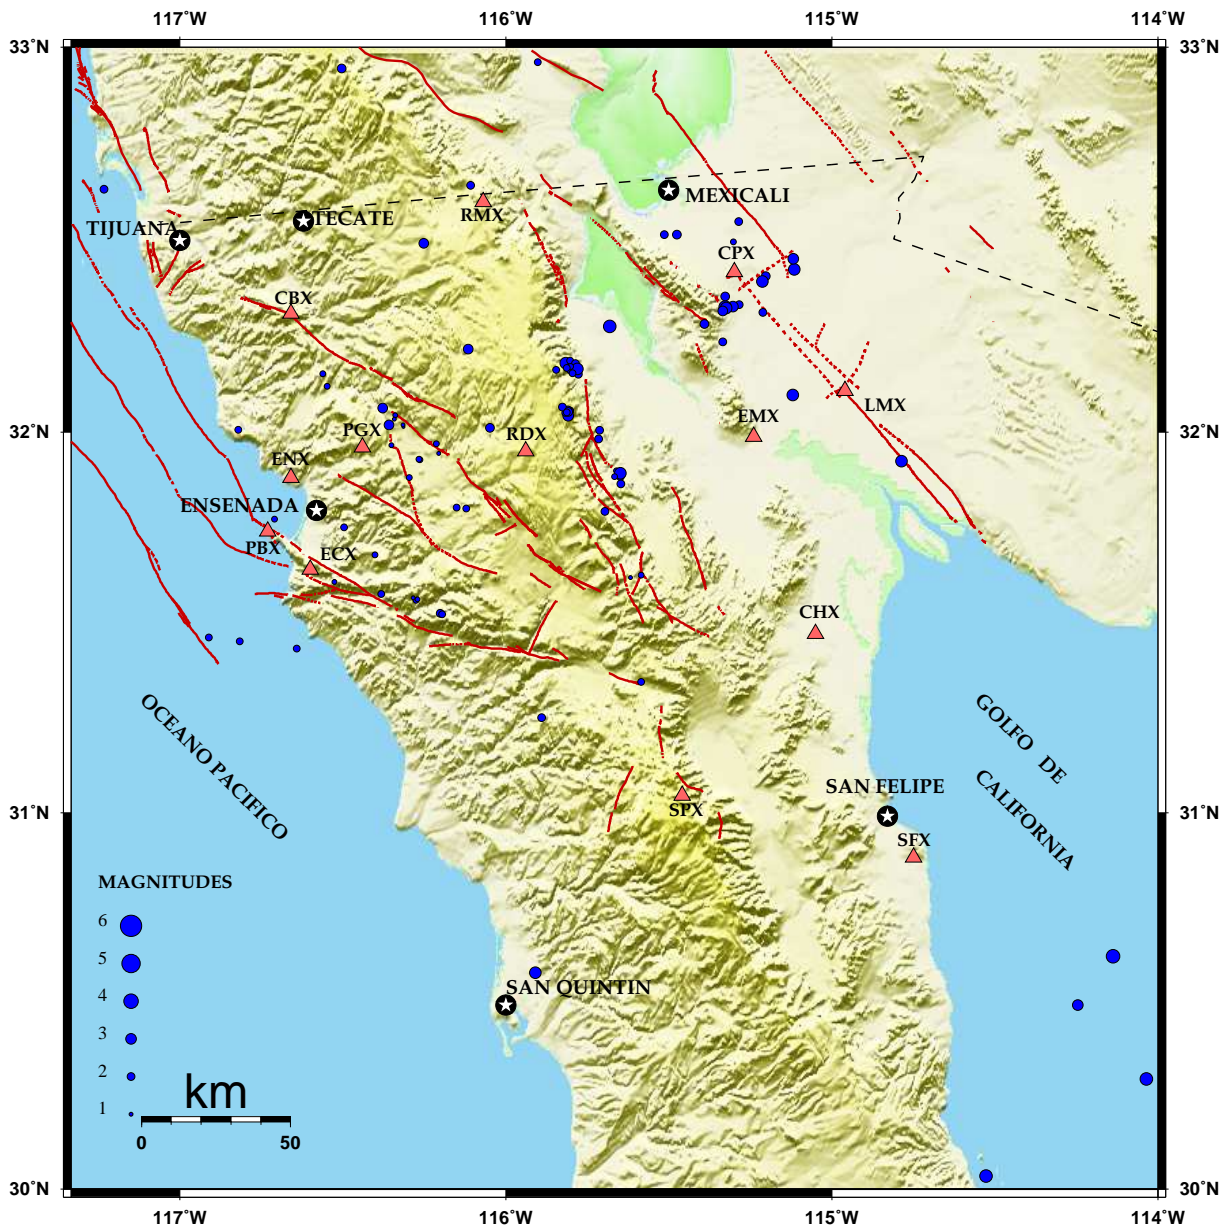 117˚W 116˚W 115˚W 114˚W
33˚N 33˚N
MEXICALI
RMX
TECATE
TIJUANA
CPX
CBX
LMX
EMX
PGX RDX
32˚N 32˚N
ENX
ENSENADA
PBX ECX
CHX
OCEANO PACIFICO
GOLFO DE
CALIFORNIA
SAN FELIPE
SPX
31˚N 31˚N
SFX
MAGNITUDES
6
5
4
SAN QUINTIN
3
2
1
km
0 50
30˚N 30˚N
117˚W 116˚W 115˚W 114˚W